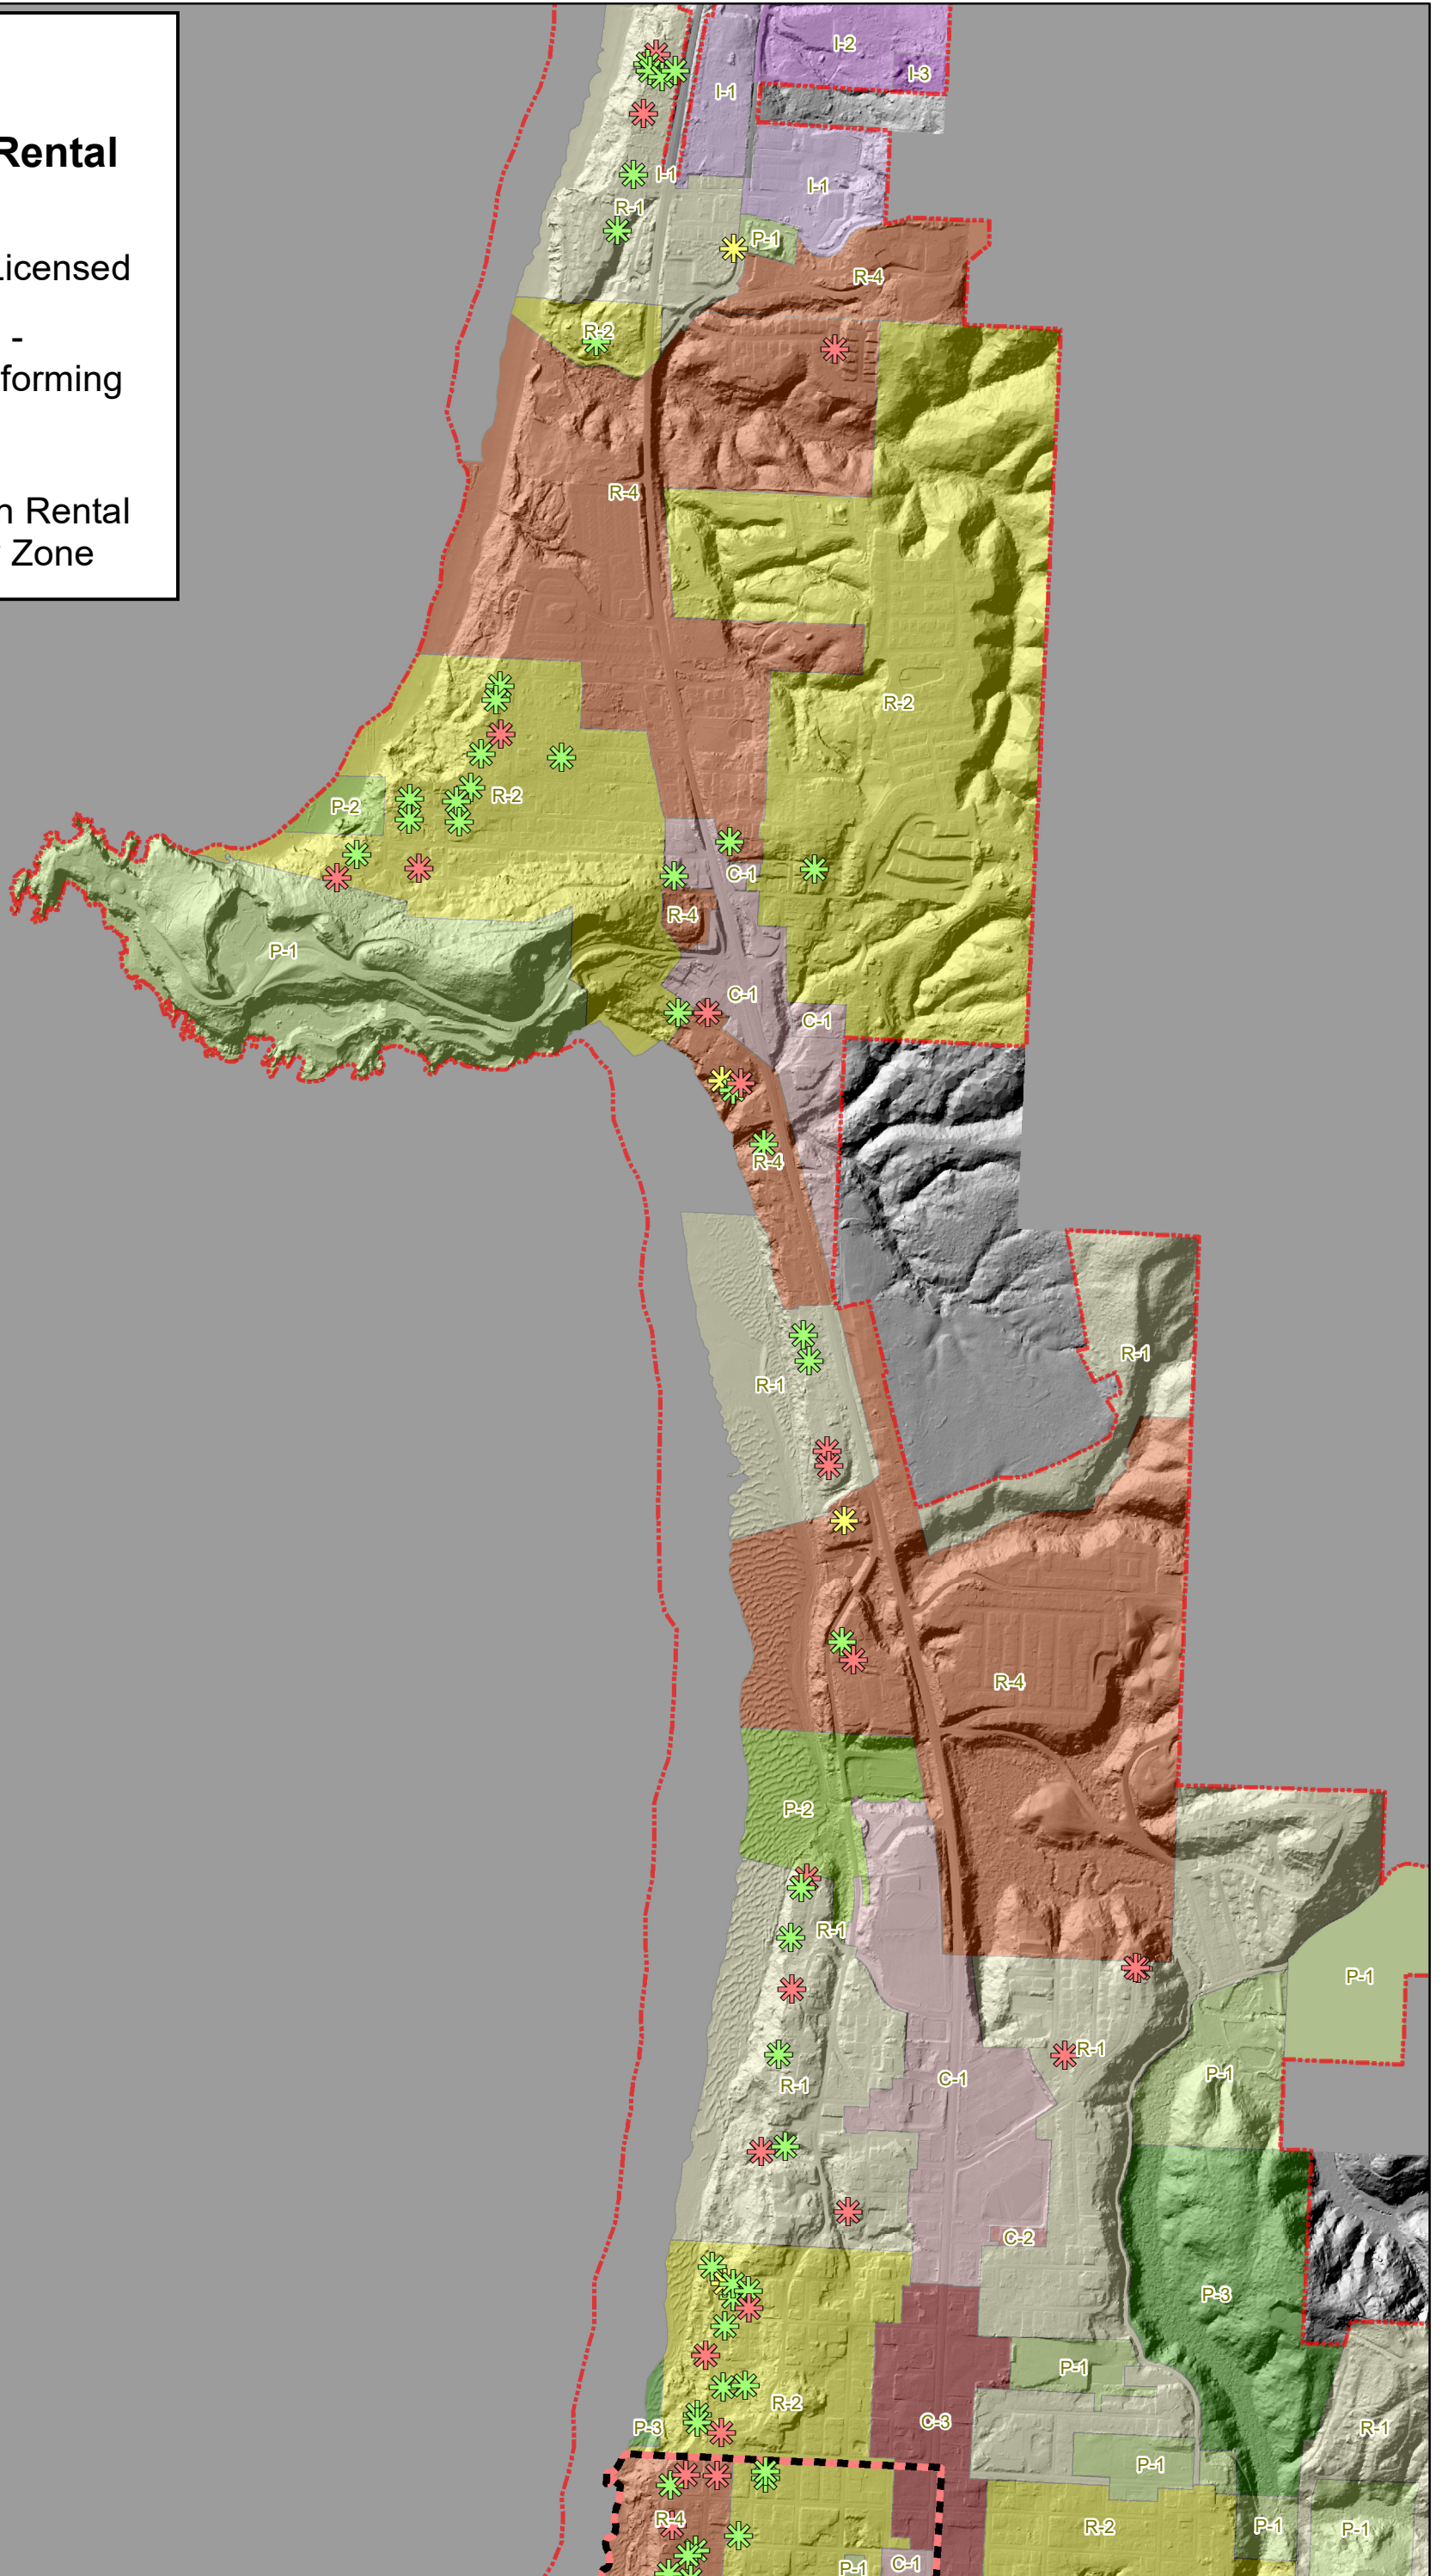 Rental
Licensed
-
forming
n Rental
Zone
I-2
I-3
I-1
I-1
I-1
R-1
P-1
R-4
R-2
R-4
R-2
R-2
P-2
C-1
R-4
P-1
C-1
C-1
R-4
R-1
R-1
R-4
P-2
R-1
P-1
R-1
P-1
C-1
R-1
C-2
P-3
P-1
R-2
C-3
P-3
R-1
P-1
R-4
R-2
P-1
P-1
C-1
P-1